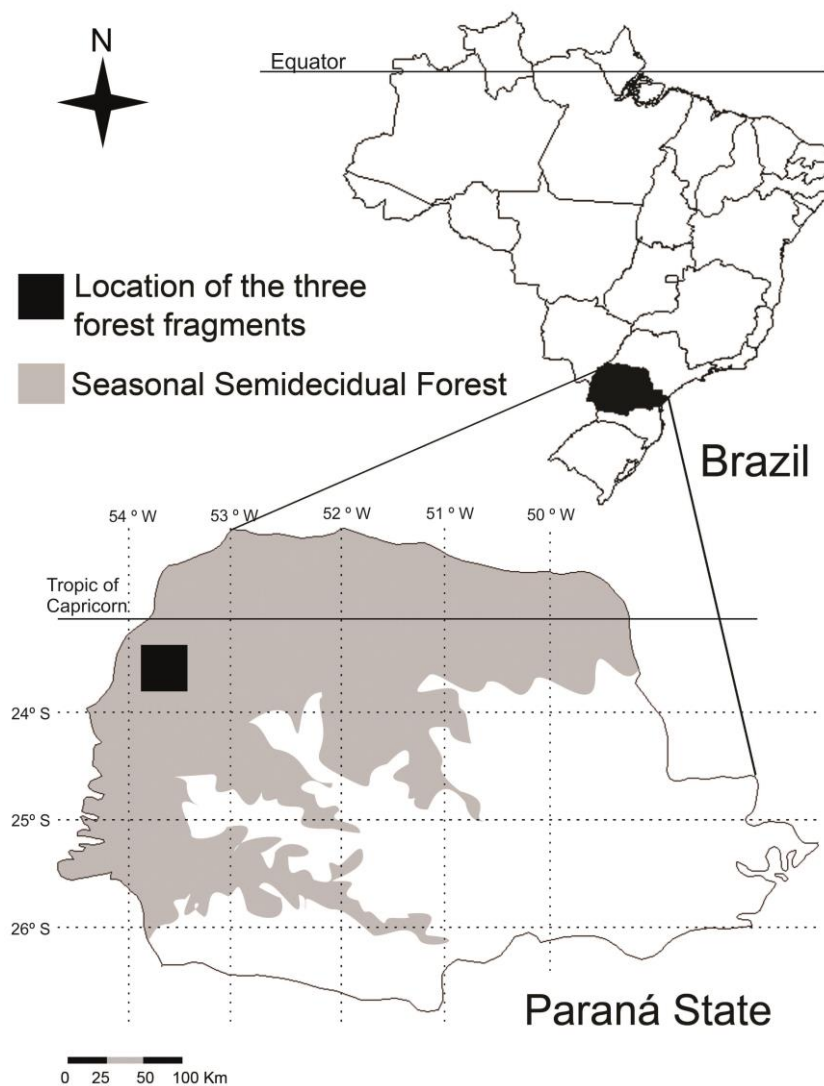 N
Equator
Location of the three
forest fragments
Seasonal Semidecidual Forest
Brazil
54 º W 53 º W 52 º W 51 º W 50 º W
Tropic of
Capricorn
24º S
25º S
26º S
Paraná State
0 25 50 100 Km